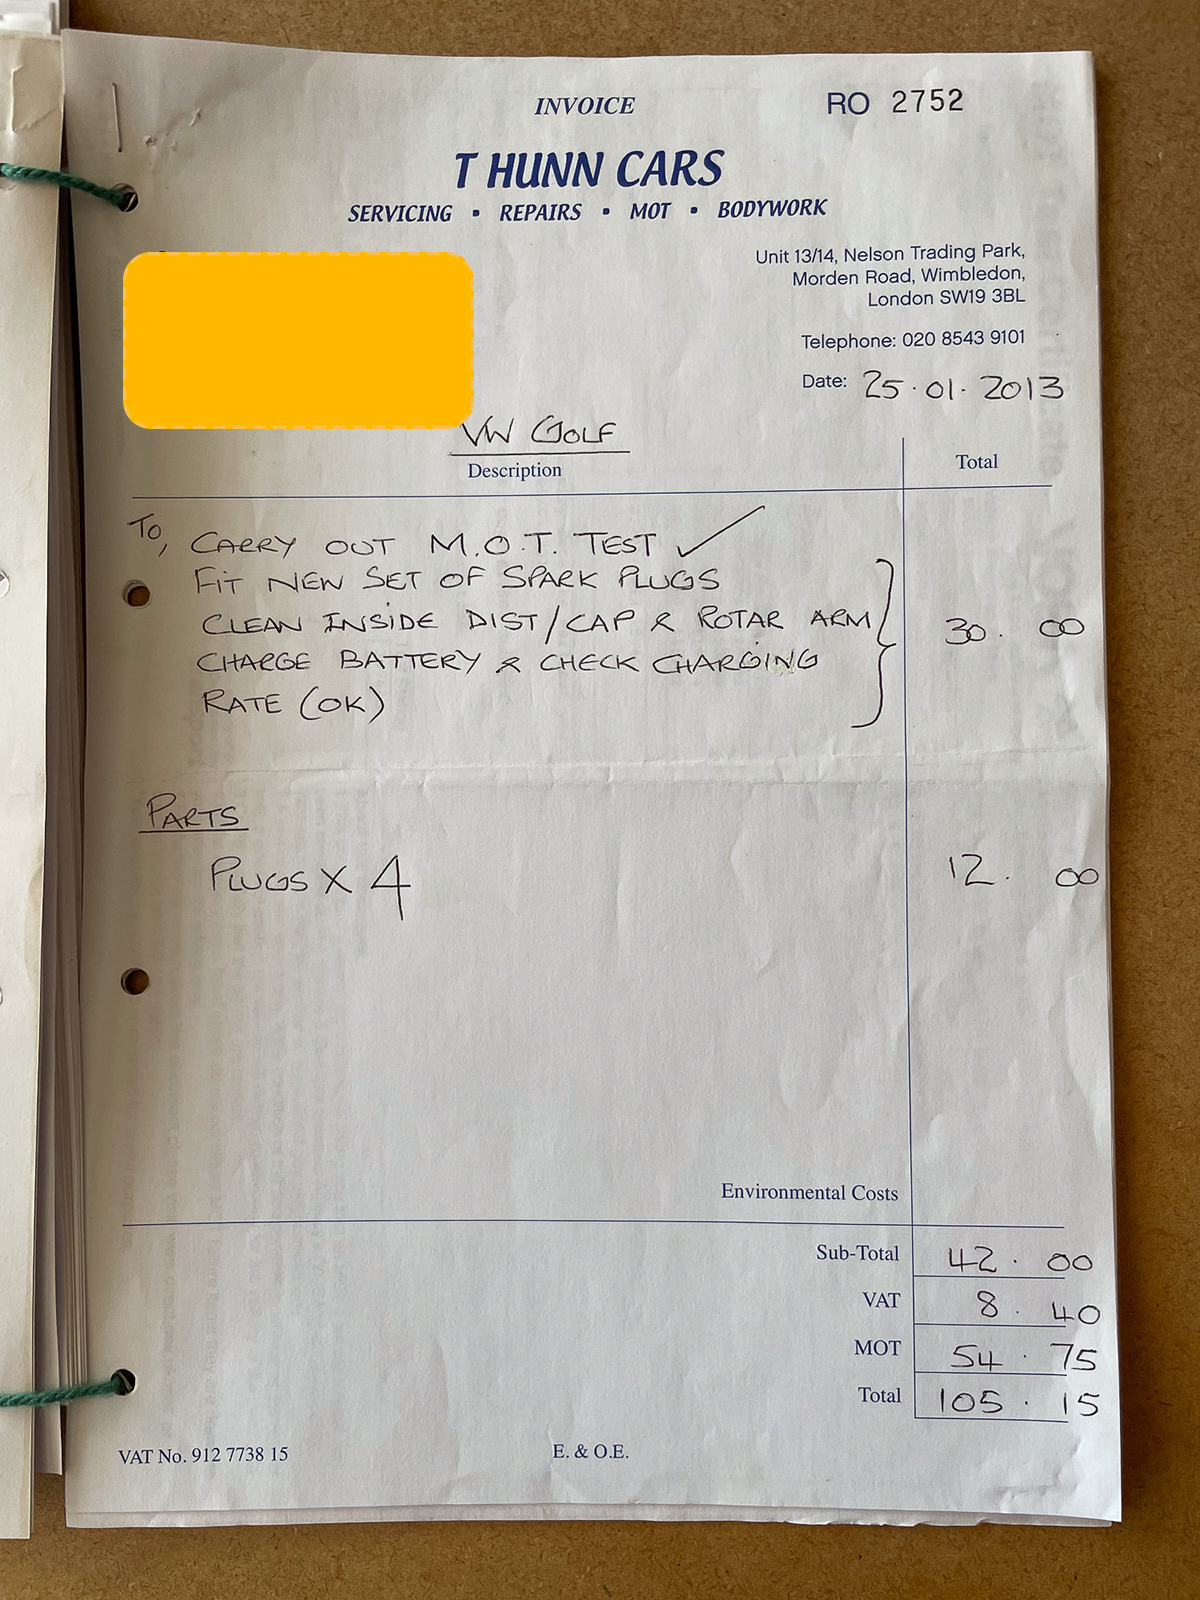 INVOICE
RO 2752
T HUNN CARS
SERVICING • REPAIRS • MOT • BODYWORK
Unit 13/14, Nelson Trading Park,
Morden Road, Wimbledon,
London SW19 3BL
Telephone: 020 8543 9101
Date: 25·01·2013
VW GOLF
Description
Total
To, CARRY OUT M.O.T. TEST ✓
FIT NEW SET OF SPARK PLUGS
CLEAN INSIDE DIST/CAP & ROTAR ARM
30. 00
CHARGE BATTERY & CHECK CHARGING
RATE (OK)
PARTS
PLUGS X 4
12. 00
Environmental Costs
Sub-Total 42 · 00
VAT 8 · 40
MOT 54 · 75
Total 105 · 15
VAT No. 912 7738 15
E. & O.E.